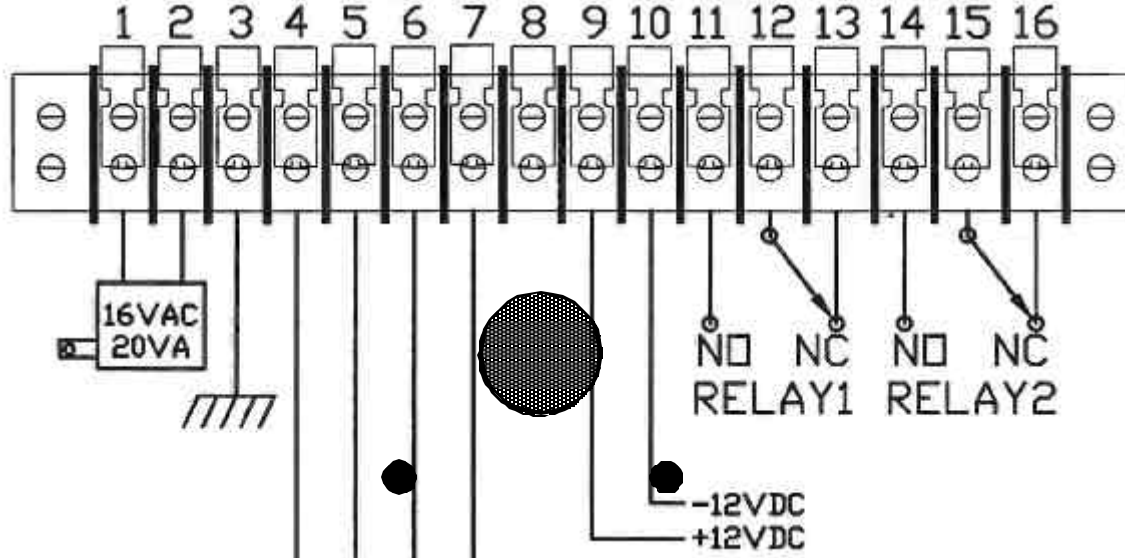 1 2 3 4 5 6 7 8 9 10 11 12 13 14 15 16
16VAC
20VA
NO NC NO NC
RELAY1 RELAY2
-12VDC
+12VDC